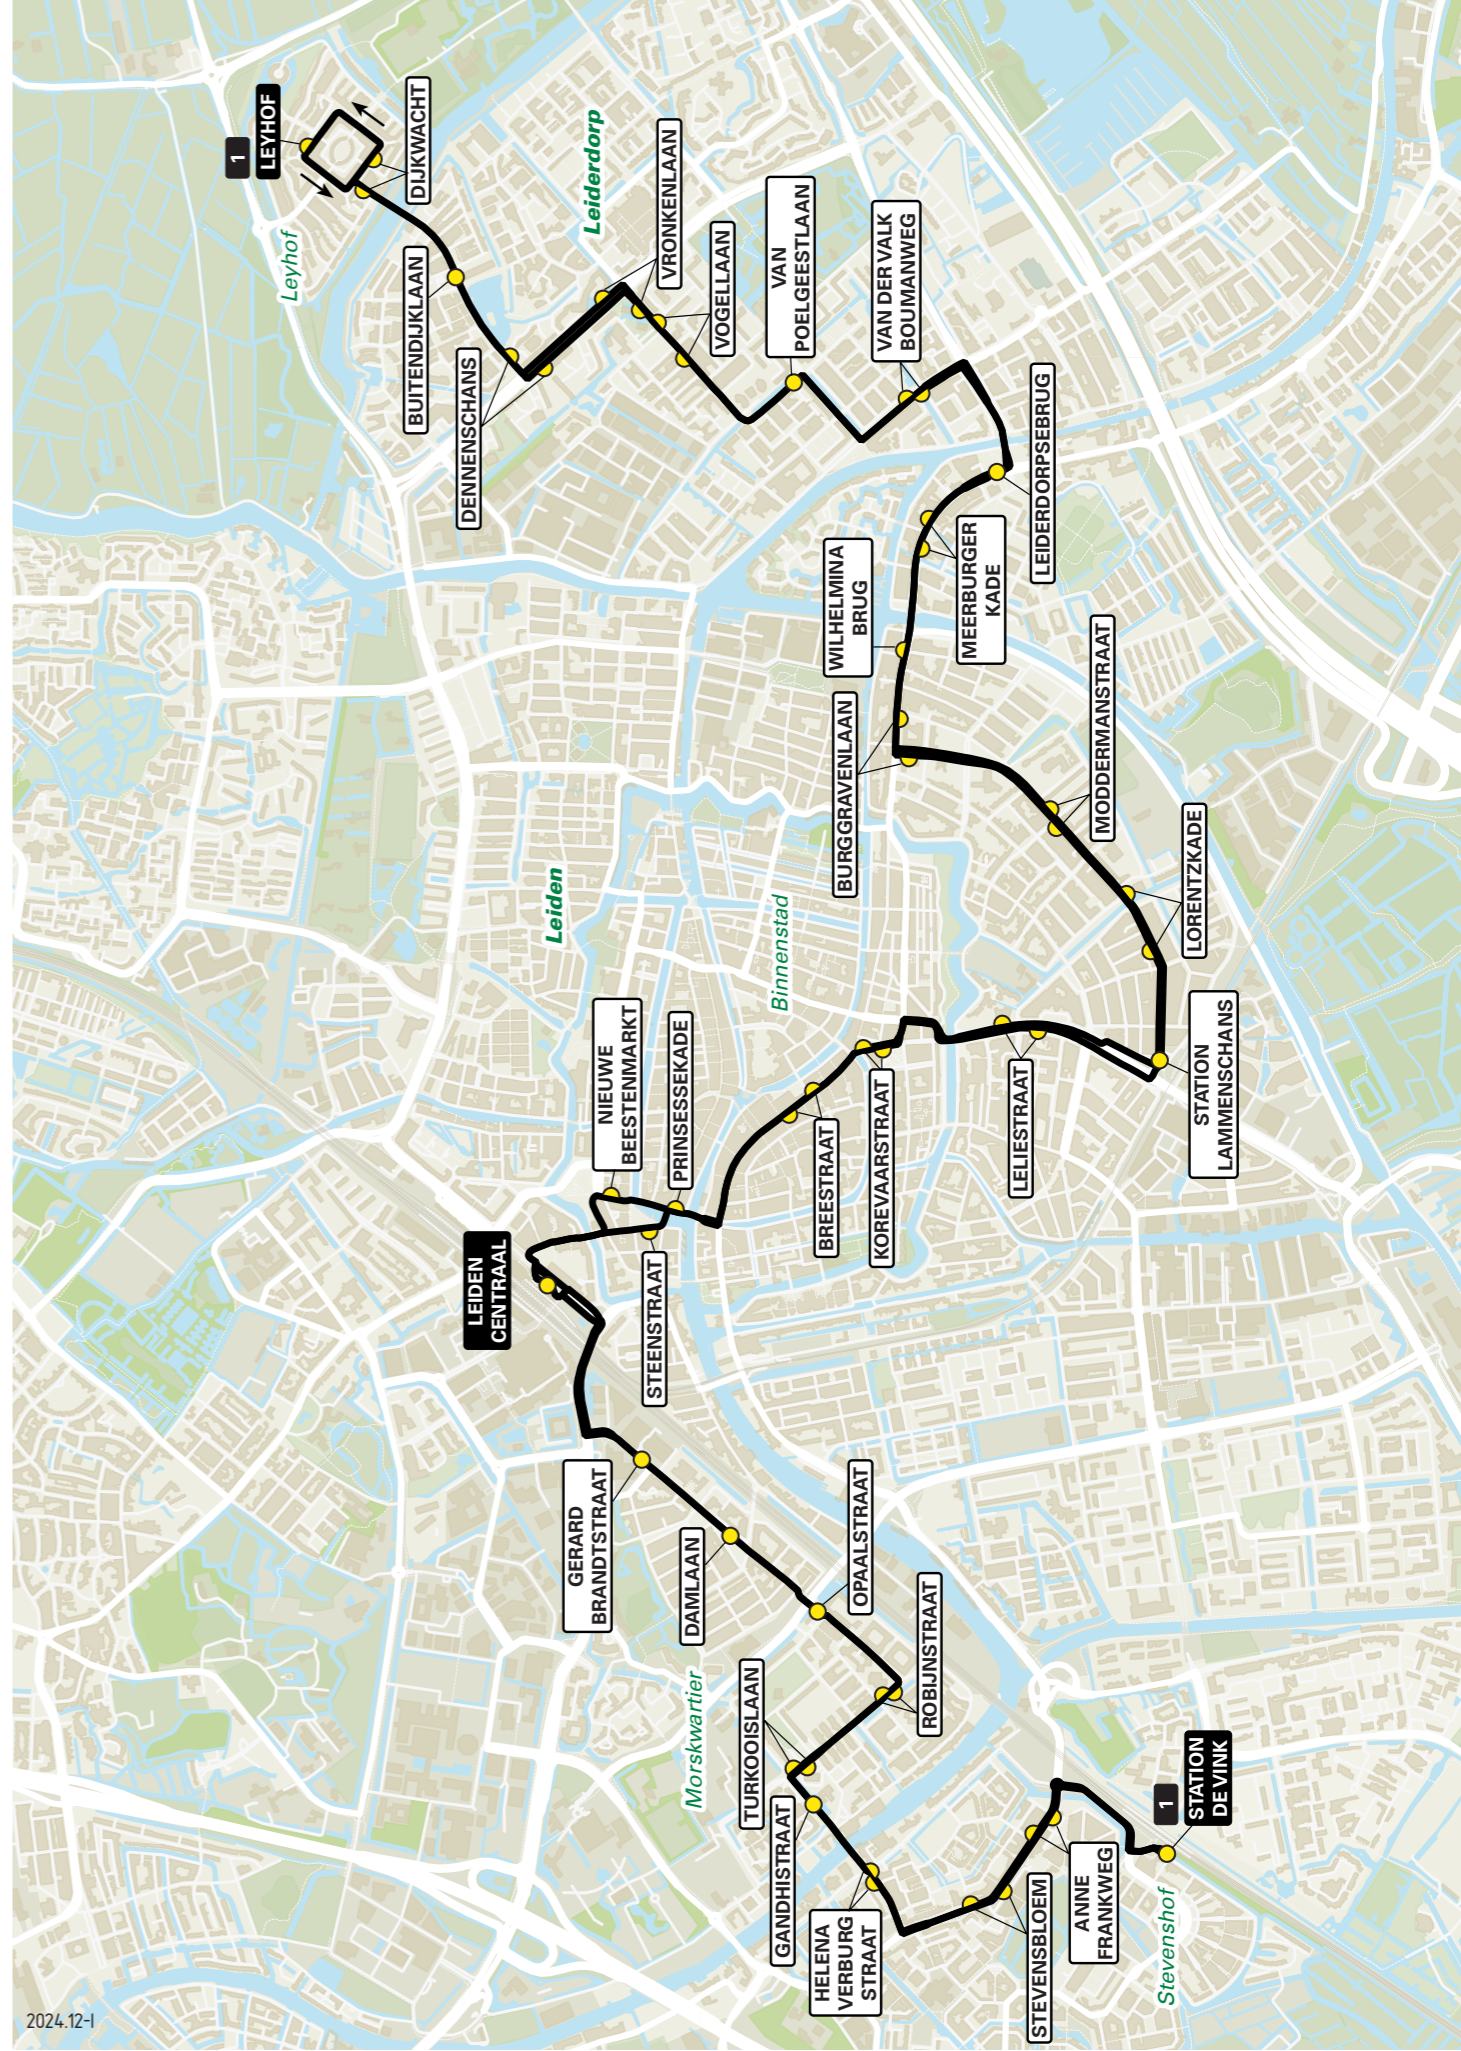 1
LEYHOF
DIJKWACHT
Leyhof
BUITENDIJKLAAN
DENNENSCHANS
Leiderdorp
VRONKENLAAN
VOGELLAAN
VAN
POELGEESTLAAN
VAN DER VALK
BOUMANWEG
LEIDERDORPSEBRUG
MEERBURGER
KADE
WILHELMINA
BRUG
BURGGRAVENLAAN
MODDERMANSTRAAT
LORENTZKADE
STATION
LAMMENSCHANS
LELIESTRAAT
KOREVAARSTRAAT
BREESTRAAT
Binnenstad
Leiden
PRINSESSEKADE
NIEUWE
BEESTENMARKT
STEENSTRAAT
LEIDEN
CENTRAAL
GERARD
BRANDTSTRAAT
DAMLAAN
OPAALSTRAAT
ROBIJNSTRAAT
Morskwartier
TURKOOISLAAN
GANDHISTRAAT
HELENA
VERBURG
STRAAT
STEVENSBLOEM
ANNE
FRANKWEG
1
STATION
DE VINK
Stevenshof
2024.12-I